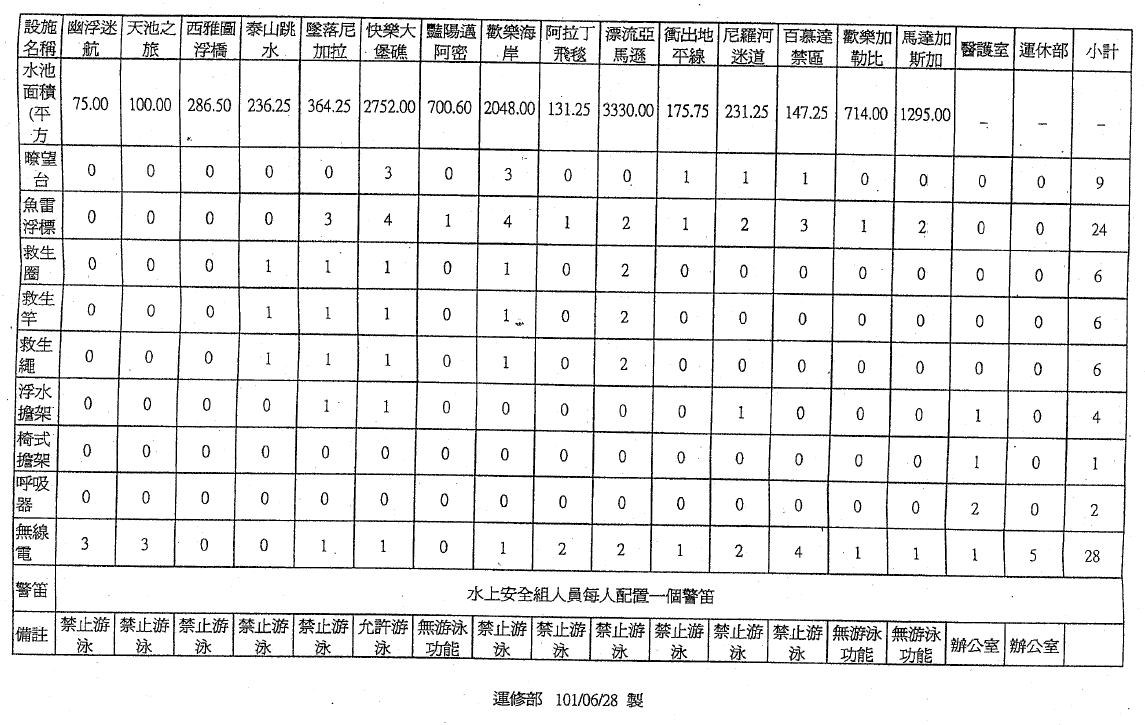 設施名稱 幽浮迷航 天池之旅 西雅圖浮橋 泰山跳水 墜落尼加拉 快樂大堡礁 豔陽邁阿密 歡樂海岸 阿拉丁飛毯 漂流亞馬遜 衝出地平線 尼羅河迷道 百慕達禁區 歡樂加勒比 馬達加斯加 醫護室 運休部 小計
水池面積(平方 75.00 100.00 286.50 236.25 364.25 2752.00 700.60 2048.00 131.25 3330.00 175.75 231.25 147.25 714.00 1295.00 – – –
瞭望台 0 0 0 0 0 3 0 3 0 0 1 1 1 0 0 0 0 9
魚雷浮標 0 0 0 0 3 4 1 4 1 2 1 2 3 1 2 0 0 24
救生圈 0 0 0 1 1 1 0 1 0 2 0 0 0 0 0 0 0 6
救生竿 0 0 0 1 1 1 0 1 0 2 0 0 0 0 0 0 0 6
救生繩 0 0 0 1 1 1 0 1 0 2 0 0 0 0 0 0 0 6
浮水擔架 0 0 0 0 1 1 0 0 0 0 0 1 0 0 0 1 0 4
椅式擔架 0 0 0 0 0 0 0 0 0 0 0 0 0 0 0 1 0 1
呼吸器 0 0 0 0 0 0 0 0 0 0 0 0 0 0 0 2 0 2
無線電 3 3 0 0 1 1 0 1 2 2 1 2 4 1 1 1 5 28
警笛 水上安全組人員每人配置一個警笛
備註 禁止游泳 禁止游泳 禁止游泳 禁止游泳 禁止游泳 允許游泳 無游泳功能 禁止游泳 禁止游泳 禁止游泳 禁止游泳 禁止游泳 禁止游泳 無游泳功能 無游泳功能 辦公室 辦公室
運修部 101/06/28 製